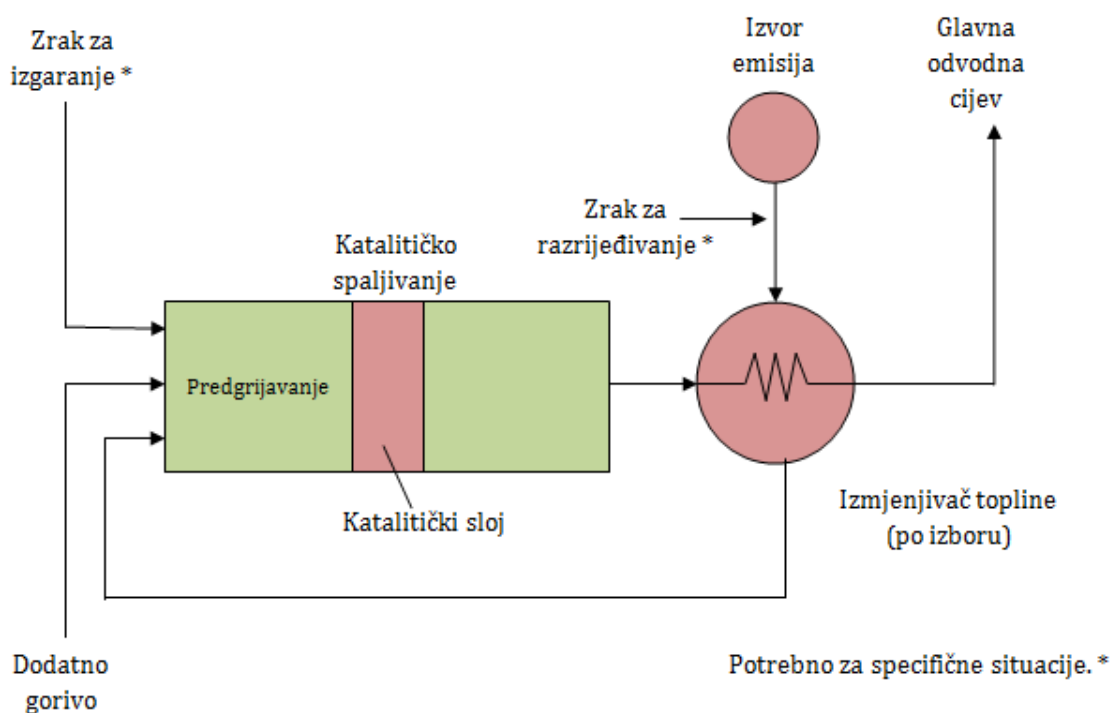 Zrak za
izgaranje *
Izvor
emisija
Glavna
odvodna
cijev
Zrak za
razrijeđivanje *
Katalitičko
spaljivanje
Predgrijavanje
Katalitički sloj
Izmjenjivač topline
(po izboru)
Dodatno
gorivo
Potrebno za specifične situacije. *